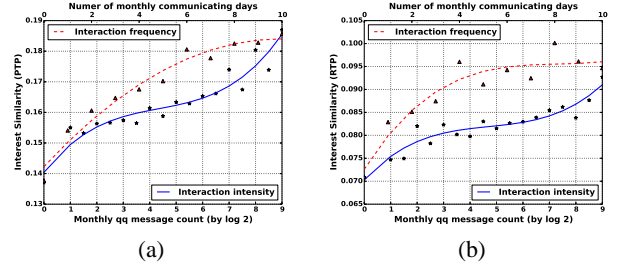 Numer of monthly communicating days
0 2 4 6 8 10
Interaction frequency
Interest Similarity (PTP)
0.19
0.18
0.17
0.16
0.15
0.14
0.13
Interaction intensity
0 1 2 3 4 5 6 7 8 9
Monthly qq message count (by log 2)
(a)
Numer of monthly communicating days
0 2 4 6 8 10
Interaction frequency
Interest Similarity (RTP)
0.100
0.095
0.090
0.085
0.080
0.075
0.070
0.065
Interaction intensity
0 1 2 3 4 5 6 7 8 9
Monthly qq message count (by log 2)
(b)